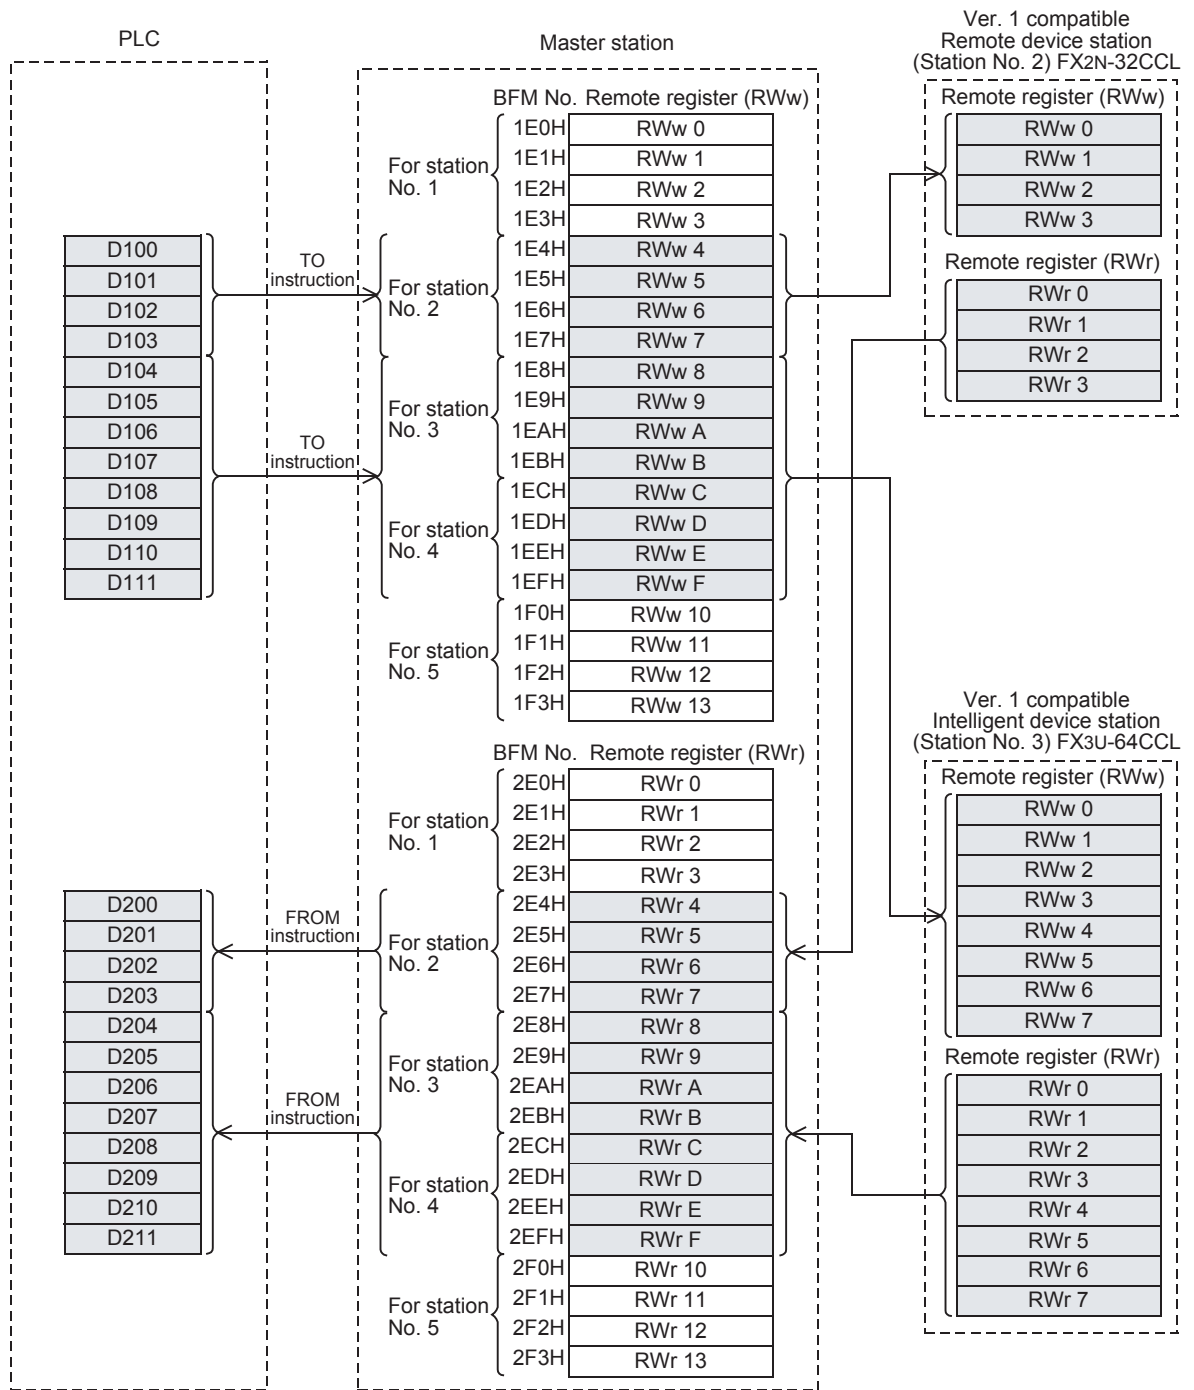 PLC
Master station
Ver. 1 compatible
Remote device station
(Station No. 2) FX2N-32CCL
BFM No. Remote register (RWw)
For station
No. 1
1E0H RWw 0
1E1H RWw 1
1E2H RWw 2
1E3H RWw 3
For station
No. 2
1E4H RWw 4
1E5H RWw 5
1E6H RWw 6
1E7H RWw 7
For station
No. 3
1E8H RWw 8
1E9H RWw 9
1EAH RWw A
1EBH RWw B
For station
No. 4
1ECH RWw C
1EDH RWw D
1EEH RWw E
1EFH RWw F
For station
No. 5
1F0H RWw 10
1F1H RWw 11
1F2H RWw 12
1F3H RWw 13
D100
D101
D102
D103
D104
D105
D106
D107
D108
D109
D110
D111
TO
instruction
TO
instruction
Remote register (RWw)
RWw 0
RWw 1
RWw 2
RWw 3
Remote register (RWr)
RWr 0
RWr 1
RWr 2
RWr 3
BFM No. Remote register (RWr)
For station
No. 1
2E0H RWr 0
2E1H RWr 1
2E2H RWr 2
2E3H RWr 3
For station
No. 2
2E4H RWr 4
2E5H RWr 5
2E6H RWr 6
2E7H RWr 7
For station
No. 3
2E8H RWr 8
2E9H RWr 9
2EAH RWr A
2EBH RWr B
For station
No. 4
2ECH RWr C
2EDH RWr D
2EEH RWr E
2EFH RWr F
For station
No. 5
2F0H RWr 10
2F1H RWr 11
2F2H RWr 12
2F3H RWr 13
D200
D201
D202
D203
D204
D205
D206
D207
D208
D209
D210
D211
FROM
instruction
FROM
instruction
Ver. 1 compatible
Intelligent device station
(Station No. 3) FX3U-64CCL
Remote register (RWw)
RWw 0
RWw 1
RWw 2
RWw 3
RWw 4
RWw 5
RWw 6
RWw 7
Remote register (RWr)
RWr 0
RWr 1
RWr 2
RWr 3
RWr 4
RWr 5
RWr 6
RWr 7